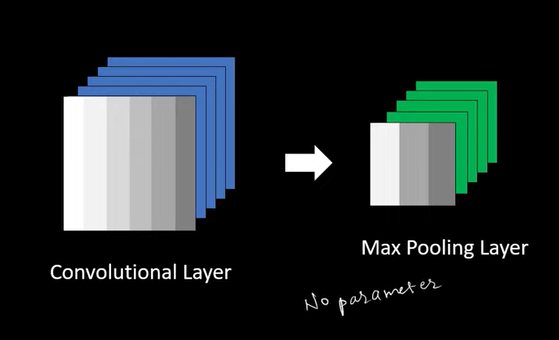 Convolutional Layer
Max Pooling Layer
No parameter